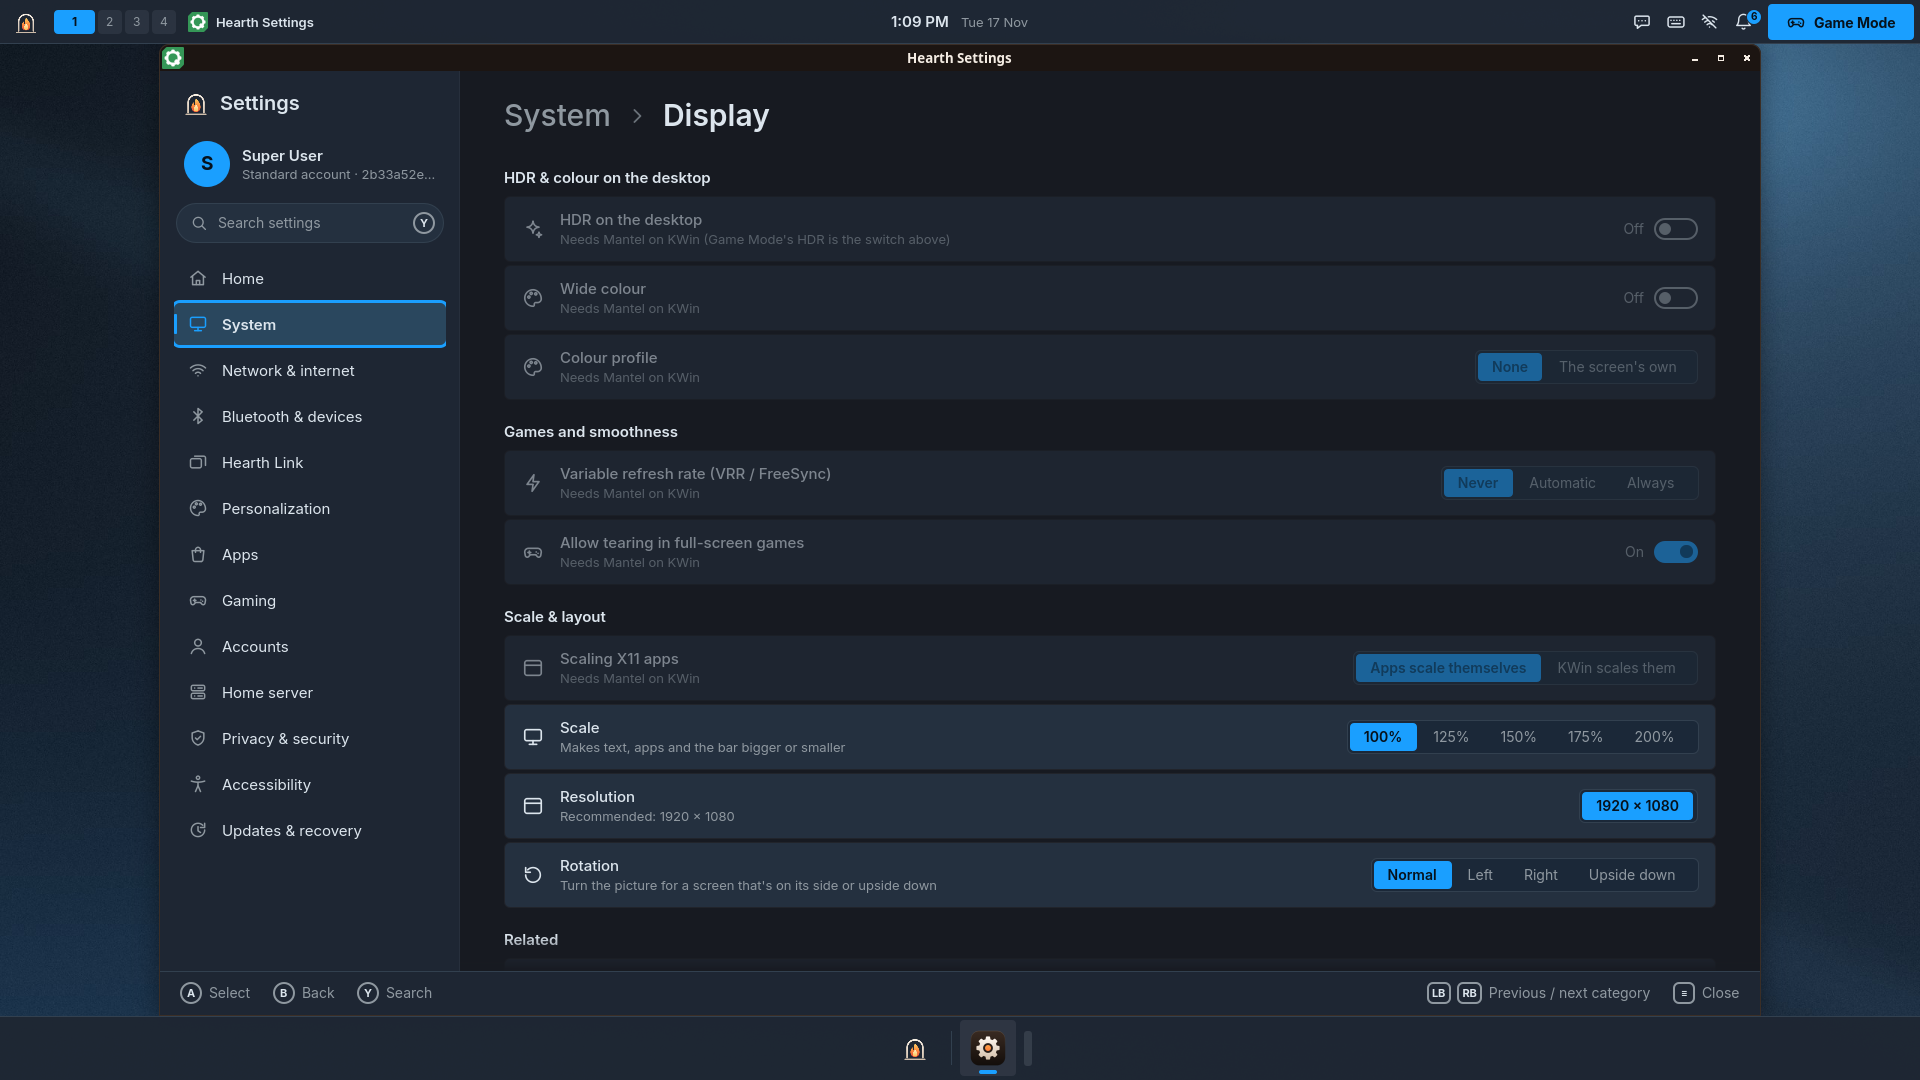 1 2 3 4 Hearth Settings 1:09 PM Tue 17 Nov 6 Game Mode
Hearth Settings
Settings
S
Super User
Standard account · 2b33a52e...
Search settings Y
Home
System
Network & internet
Bluetooth & devices
Hearth Link
Personalization
Apps
Gaming
Accounts
Home server
Privacy & security
Accessibility
Updates & recovery
System > Display
HDR & colour on the desktop
HDR on the desktop
Needs Mantel on KWin (Game Mode's HDR is the switch above)
Off
Wide colour
Needs Mantel on KWin
Off
Colour profile
Needs Mantel on KWin
None The screen's own
Games and smoothness
Variable refresh rate (VRR / FreeSync)
Needs Mantel on KWin
Never Automatic Always
Allow tearing in full-screen games
Needs Mantel on KWin
On
Scale & layout
Scaling X11 apps
Needs Mantel on KWin
Apps scale themselves KWin scales them
Scale
Makes text, apps and the bar bigger or smaller
100% 125% 150% 175% 200%
Resolution
Recommended: 1920 × 1080
1920 × 1080
Rotation
Turn the picture for a screen that's on its side or upside down
Normal Left Right Upside down
Related
A Select B Back Y Search LB RB Previous / next category Close